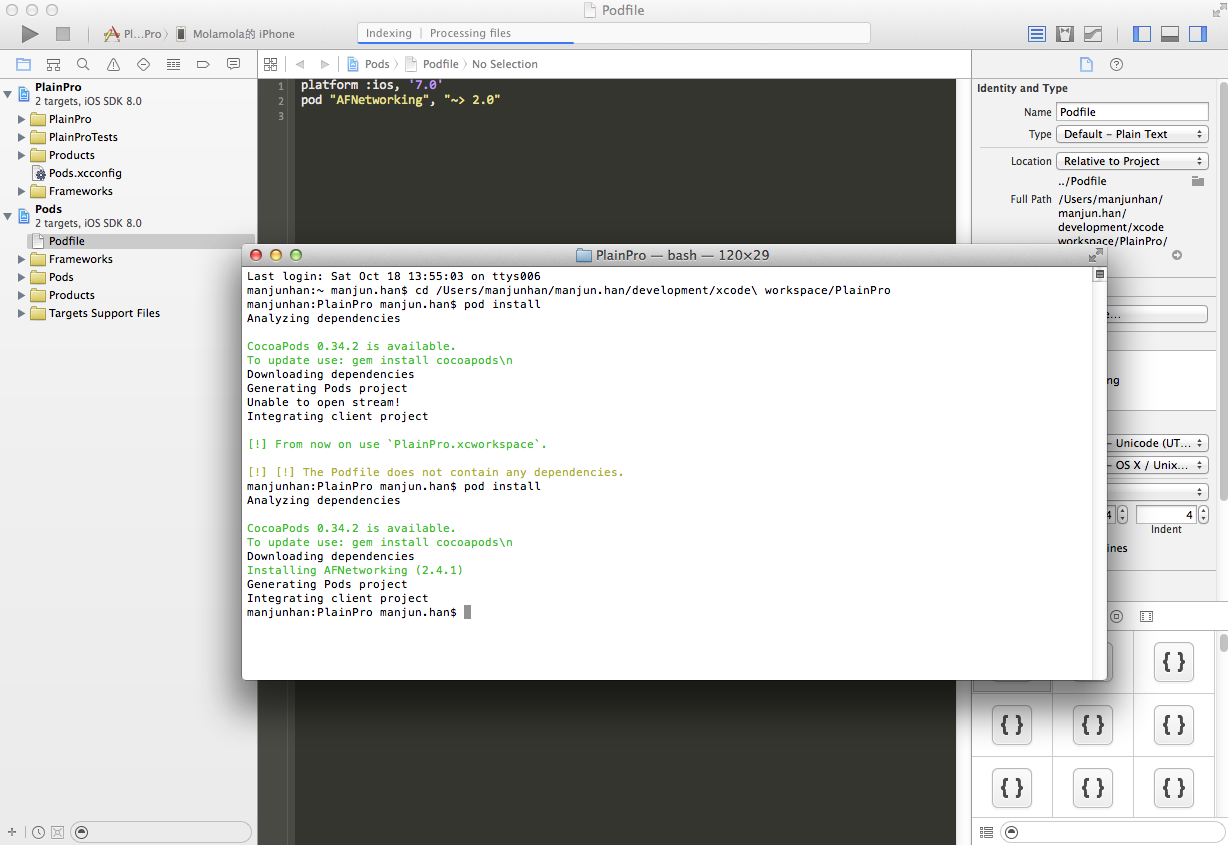 Podfile
Pl...Pro
Molamola的 iPhone
Indexing | Processing files
Pods
Podfile
No Selection
PlainPro
2 targets, iOS SDK 8.0
PlainPro
PlainProTests
Products
Pods.xcconfig
Frameworks
Pods
2 targets, iOS SDK 8.0
Podfile
Frameworks
Pods
Products
Targets Support Files
1 platform :ios, '7.0'
2 pod "AFNetworking", "~> 2.0"
3
Identity and Type
Name Podfile
Type Default - Plain Text
Location Relative to Project
../Podfile
Full Path /Users/manjunhan/
manjun.han/
development/xcode
workspace/PlainPro/
e...
ng
- Unicode (UT...
- OS X / Unix...
4 4
Indent
ines
PlainPro — bash — 120×29
Last login: Sat Oct 18 13:55:03 on ttys006
manjunhan:~ manjun.han$ cd /Users/manjunhan/manjun.han/development/xcode\ workspace/PlainPro
manjunhan:PlainPro manjun.han$ pod install
Analyzing dependencies
CocoaPods 0.34.2 is available.
To update use: gem install cocoapods\n
Downloading dependencies
Generating Pods project
Unable to open stream!
Integrating client project
[!] From now on use `PlainPro.xcworkspace`.
[!] [!] The Podfile does not contain any dependencies.
manjunhan:PlainPro manjun.han$ pod install
Analyzing dependencies
CocoaPods 0.34.2 is available.
To update use: gem install cocoapods\n
Downloading dependencies
Installing AFNetworking (2.4.1)
Generating Pods project
Integrating client project
manjunhan:PlainPro manjun.han$
{} 
{} {} {}
{} {} {}